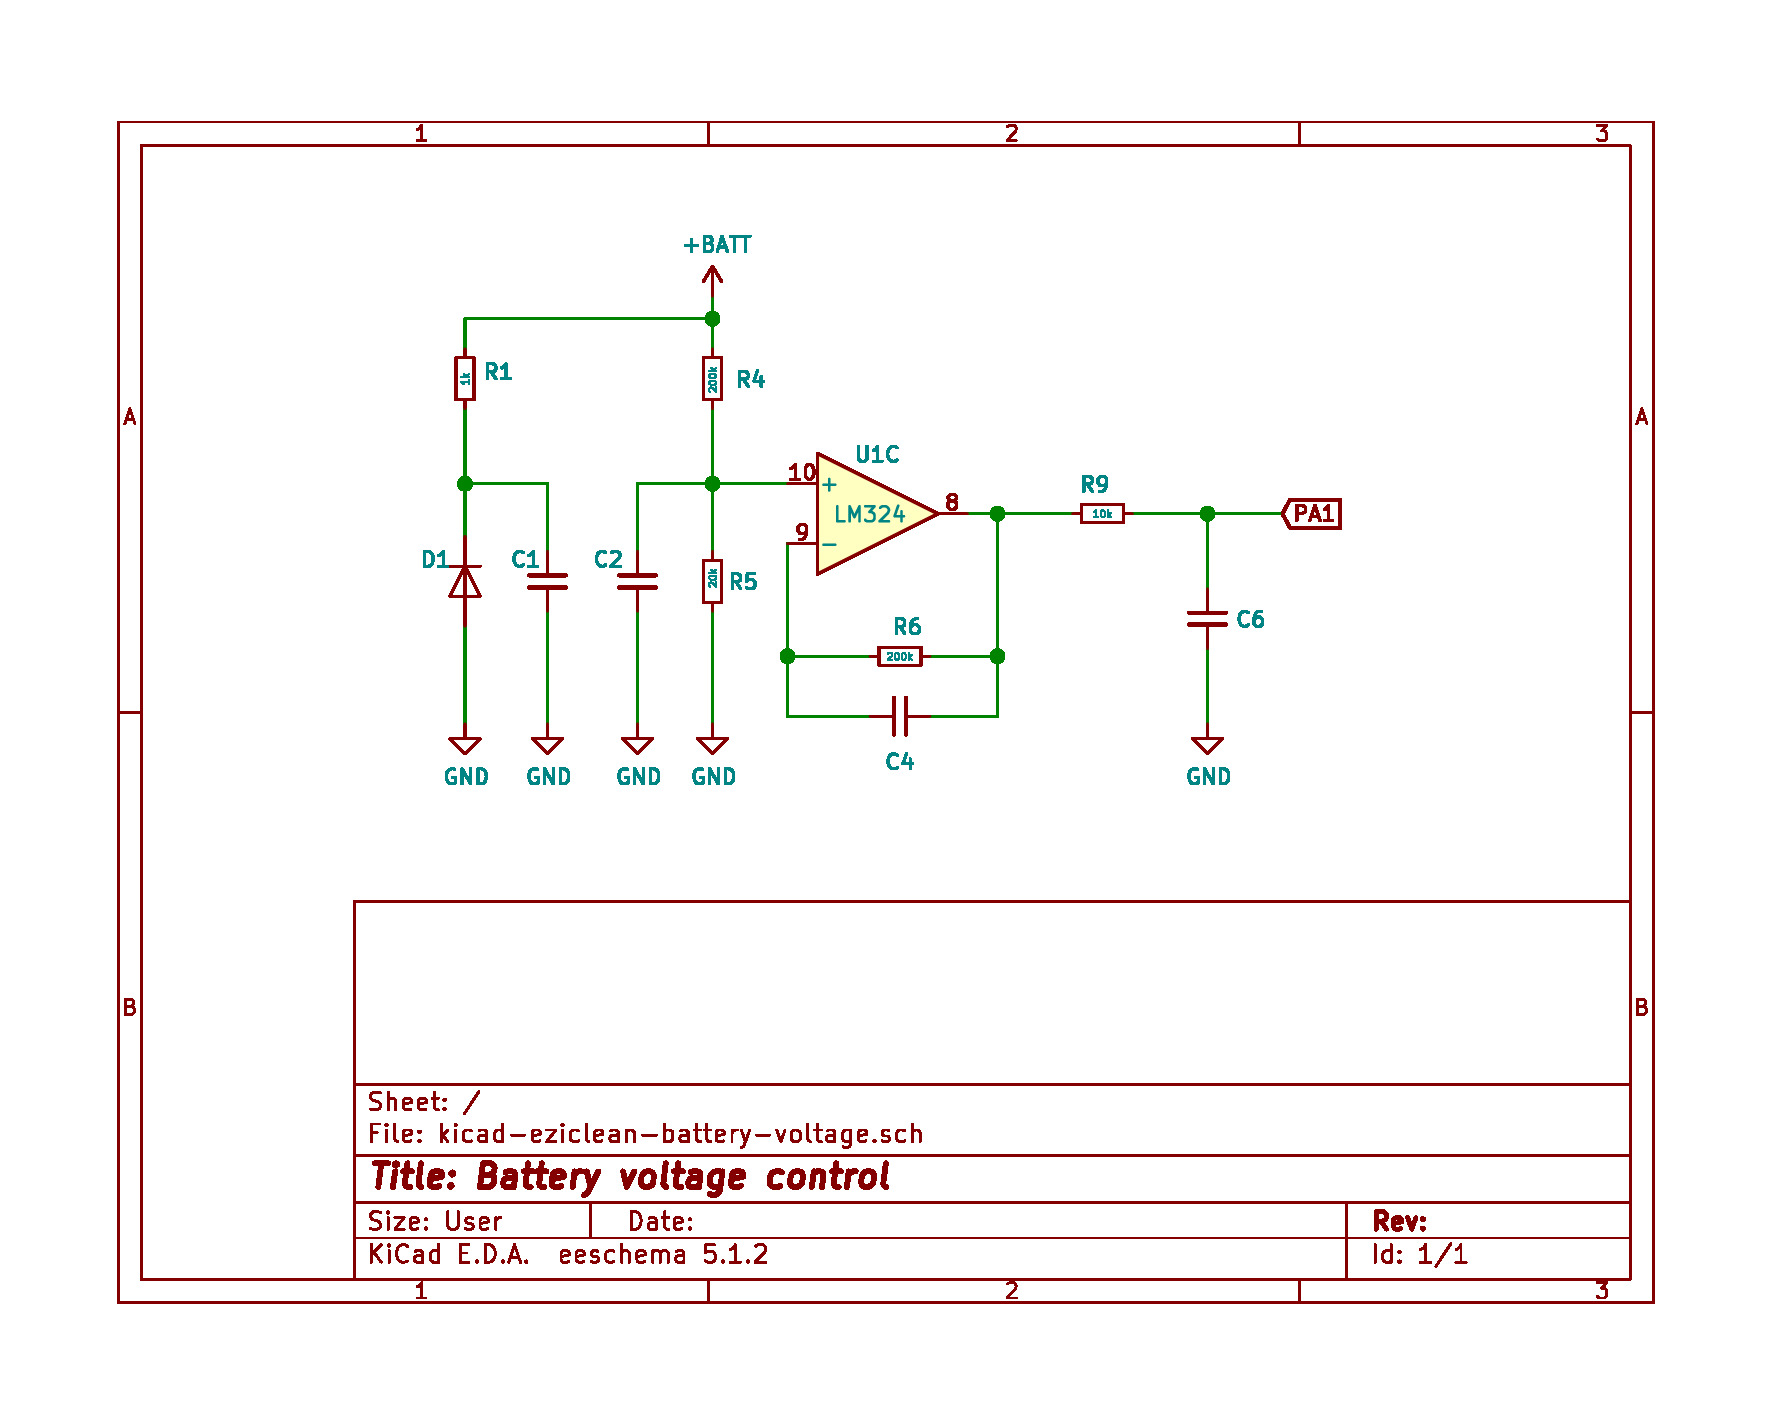 1 2 3
+BATT
R1 1k
200k R4
A A
U1C
10 + 8 R9
LM324 10k PA1
9 −
D1 C1 C2 20k R5
R6 C6
200k
C4
GND GND GND GND GND
B B
Sheet: /
File: kicad-eziclean-battery-voltage.sch
Title: Battery voltage control
Size: User Date: Rev:
KiCad E.D.A. eeschema 5.1.2 Id: 1/1
1 2 3